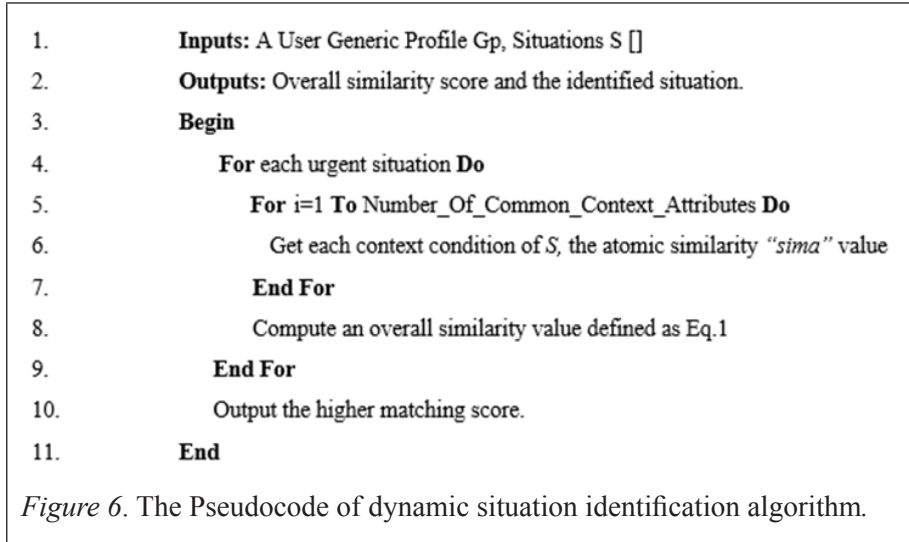 1. Inputs: A User Generic Profile Gp, Situations S []
2. Outputs: Overall similarity score and the identified situation.
3. Begin
4. For each urgent situation Do
5. For i=1 To Number_Of_Common_Context_Attributes Do
6. Get each context condition of S, the atomic similarity “sima” value
7. End For
8. Compute an overall similarity value defined as Eq.1
9. End For
10. Output the higher matching score.
11. End
Figure 6. The Pseudocode of dynamic situation identification algorithm.